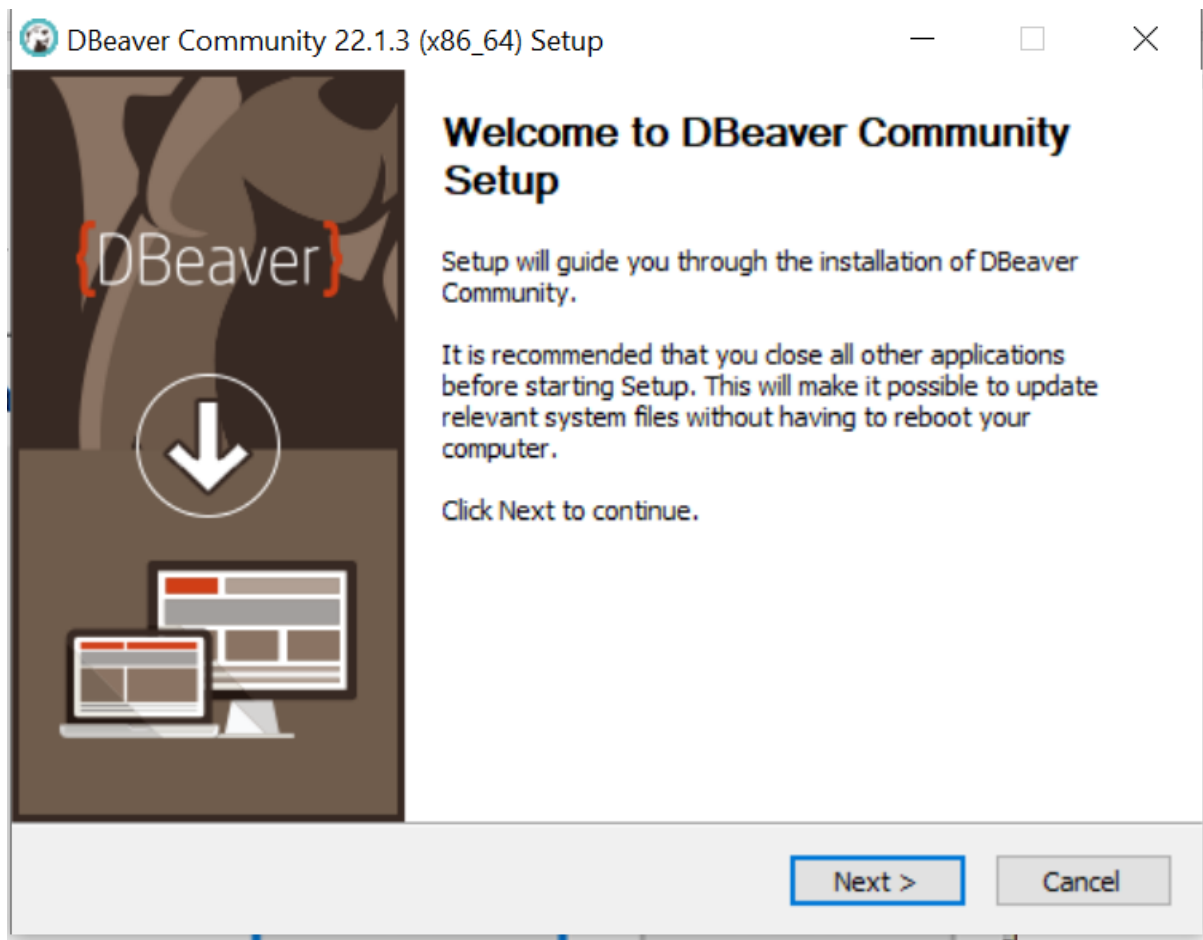 DBeaver Community 22.1.3 (x86_64) Setup
{DBeaver}
Welcome to DBeaver Community
Setup
Setup will guide you through the installation of DBeaver
Community.
It is recommended that you close all other applications
before starting Setup. This will make it possible to update
relevant system files without having to reboot your
computer.
Click Next to continue.
Next >
Cancel